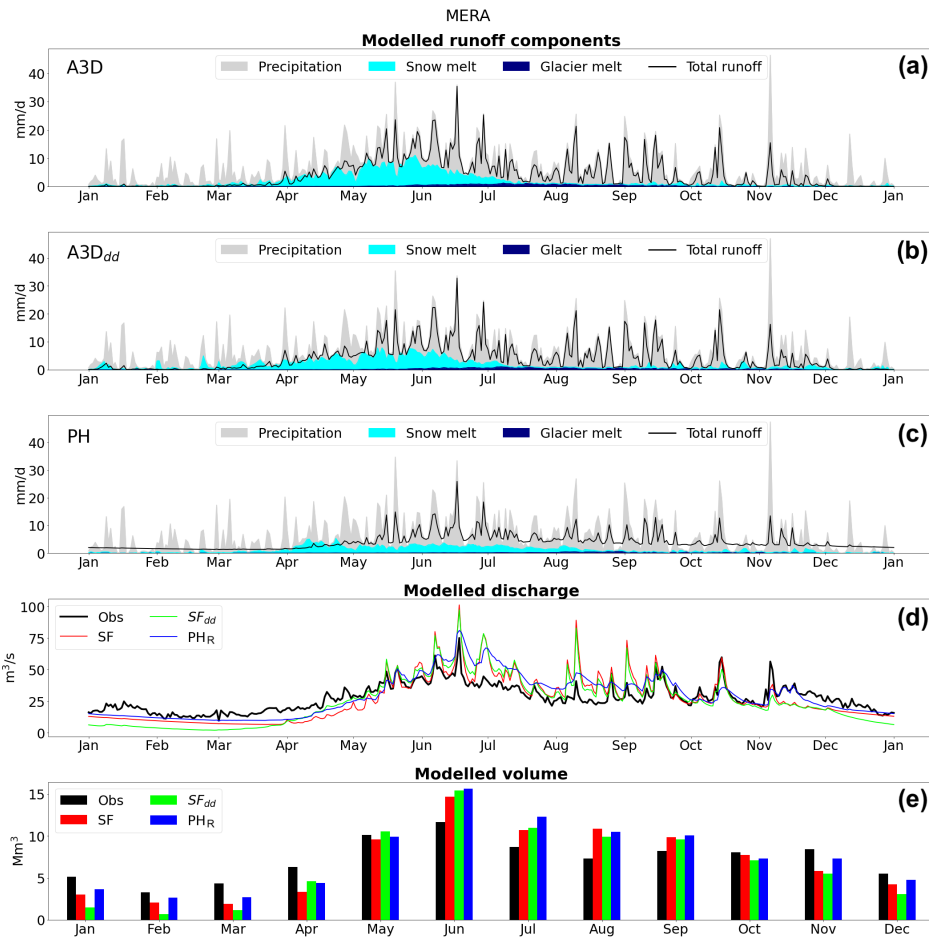 MERA
Modelled runoff components
A3D
Precipitation Snow melt Glacier melt Total runoff
(a)
mm/d
40
30
20
10
0
Jan Feb Mar Apr May Jun Jul Aug Sep Oct Nov Dec Jan
A3D_dd
Precipitation Snow melt Glacier melt Total runoff
(b)
mm/d
40
30
20
10
0
Jan Feb Mar Apr May Jun Jul Aug Sep Oct Nov Dec Jan
PH
Precipitation Snow melt Glacier melt Total runoff
(c)
mm/d
40
30
20
10
0
Jan Feb Mar Apr May Jun Jul Aug Sep Oct Nov Dec Jan
Modelled discharge
Obs SF_dd
SF PH_R
(d)
m³/s
100
75
50
25
0
Jan Feb Mar Apr May Jun Jul Aug Sep Oct Nov Dec Jan
Modelled volume
Obs SF_dd
SF PH_R
(e)
Mm³
15
10
5
0
Jan Feb Mar Apr May Jun Jul Aug Sep Oct Nov Dec